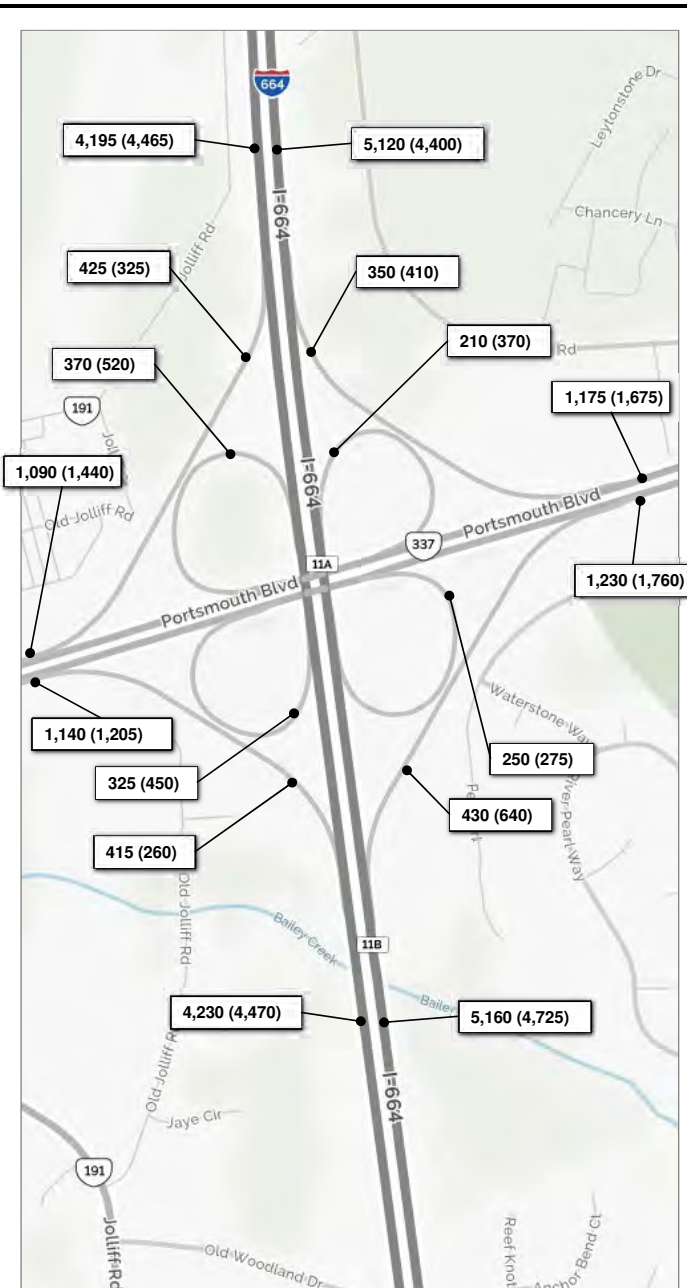 664
4,195 (4,465)
5,120 (4,400)
Leytonstone Dr
I-664
Chancery Ln
Jolliff Rd
425 (325)
350 (410)
210 (370)
Rd
370 (520)
1,175 (1,675)
191
1,090 (1,440)
I-664
Portsmouth Blvd
Old Jolliff Rd
337
11A
Portsmouth Blvd
1,230 (1,760)
1,140 (1,205)
Waterstone Way
250 (275)
325 (450)
430 (640)
River Pearl Way
415 (260)
Old Jolliff Rd
Bailey Creek
11B
Bailey
4,230 (4,470)
5,160 (4,725)
Old Jolliff R
I-664
Jaye Cir
191
Jolliff Rd
Old Woodland Dr
Reef Knot
Anchor Bend Ct